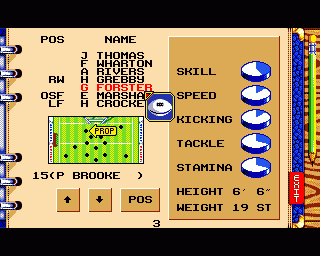 POS NAME
J THOMAS
F WHARTON
A RIVERS
RW H GREBBY
G FORSTER
OSF E MARSHA
LF H CROCKE
PROP
15(P BROOKE )
POS
SKILL
SPEED
KICKING
TACKLE
STAMINA
HEIGHT 6' 6"
WEIGHT 19 ST
EXIT
3